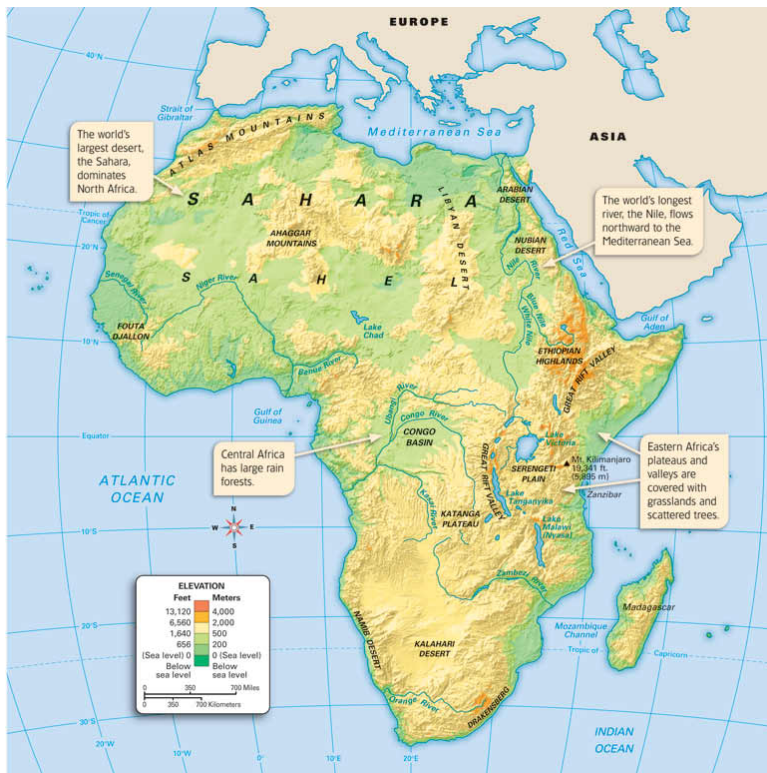 EUROPE
40°N
Strait of
Gibraltar
ATLAS MOUNTAINS
Mediterranean Sea
ASIA
The world's
largest desert,
the Sahara,
dominates
North Africa.
SAHARA
LIBYAN DESERT
ARABIAN
DESERT
The world's longest
river, the Nile, flows
northward to the
Mediterranean Sea.
Tropic of
Cancer
AHAGGAR
MOUNTAINS
NUBIAN
DESERT
Red Sea
20°N
SAHEL
Nile River
Senegal River
Niger River
Blue Nile
White Nile
Gulf of
Aden
FOUTA
DJALLON
Lake
Chad
10°N
ETHIOPIAN
HIGHLANDS
GREAT RIFT VALLEY
Benue River
Ubangi River
Gulf of
Guinea
Congo River
Equator
CONGO
BASIN
Lake
Victoria
Central Africa
has large rain
forests.
GREAT RIFT VALLEY
SERENGETI
PLAIN
Mt. Kilimanjaro
19,341 ft.
(5,895 m)
Eastern Africa's
plateaus and
valleys are
covered with
grasslands and
scattered trees.
ATLANTIC
OCEAN
Kasai River
Lake
Tanganyika
Zanzibar
KATANGA
PLATEAU
Lake
Malawi
(Nyasa)
N
W E
S
10°S
Zambezi River
ELEVATION
Feet Meters
13,120 4,000
6,560 2,000
1,640 500
656 200
(Sea level) 0 0 (Sea level)
Below Below
sea level sea level
0 350 700 Miles
0 350 700 Kilometers
Madagascar
20°S
NAMIB DESERT
KALAHARI
DESERT
Mozambique
Channel
Tropic of Capricorn
Orange River
DRAKENSBERG
30°S
INDIAN
OCEAN
20°W
10°W
0°
10°E
20°E